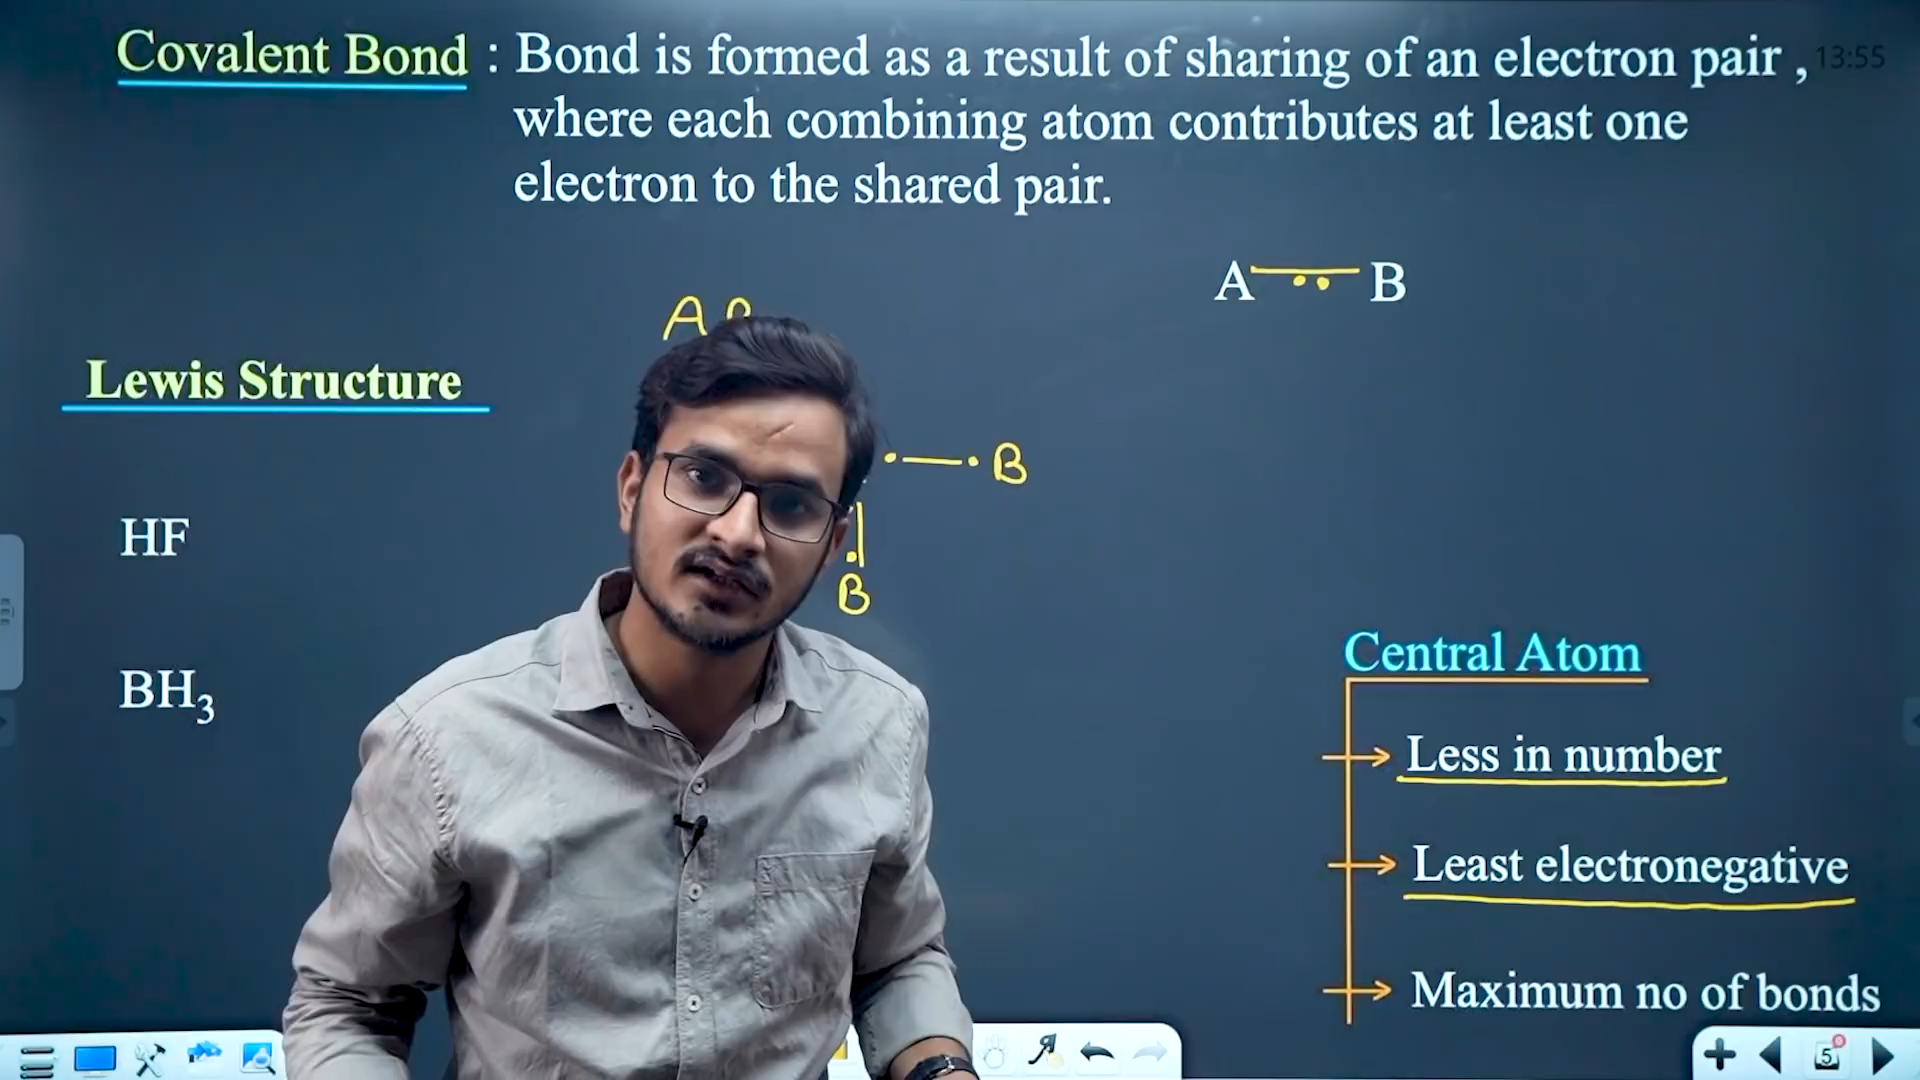 Covalent Bond : Bond is formed as a result of sharing of an electron pair , 13:55
where each combining atom contributes at least one
electron to the shared pair.
A B
A
Lewis Structure
B
HF
B
BH₃
Central Atom
Less in number
Least electronegative
Maximum no of bonds
5